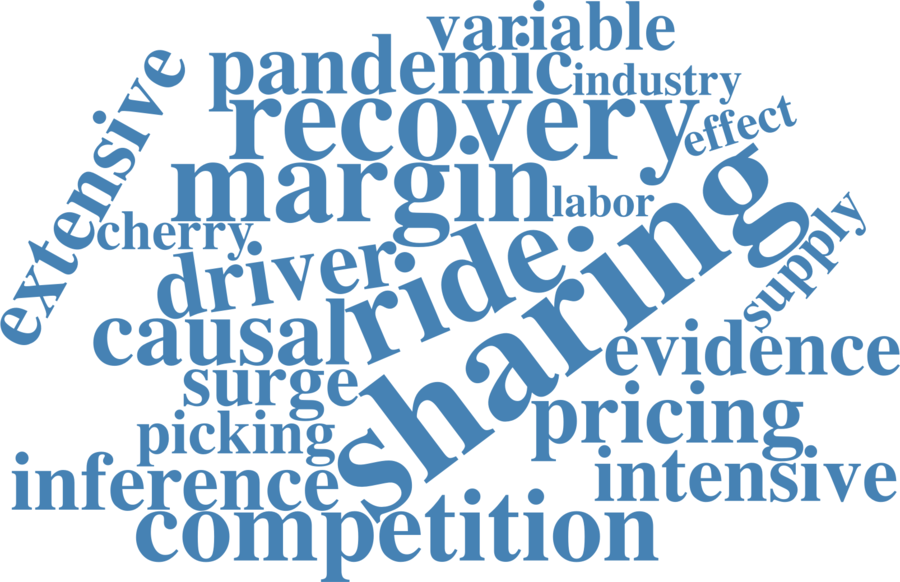 variable
pandemic
industry
extensive
recovery
effect
margin
labor
cherry
sharing
supply
driver
ride
causal
evidence
surge
pricing
picking
intensive
inference
competition